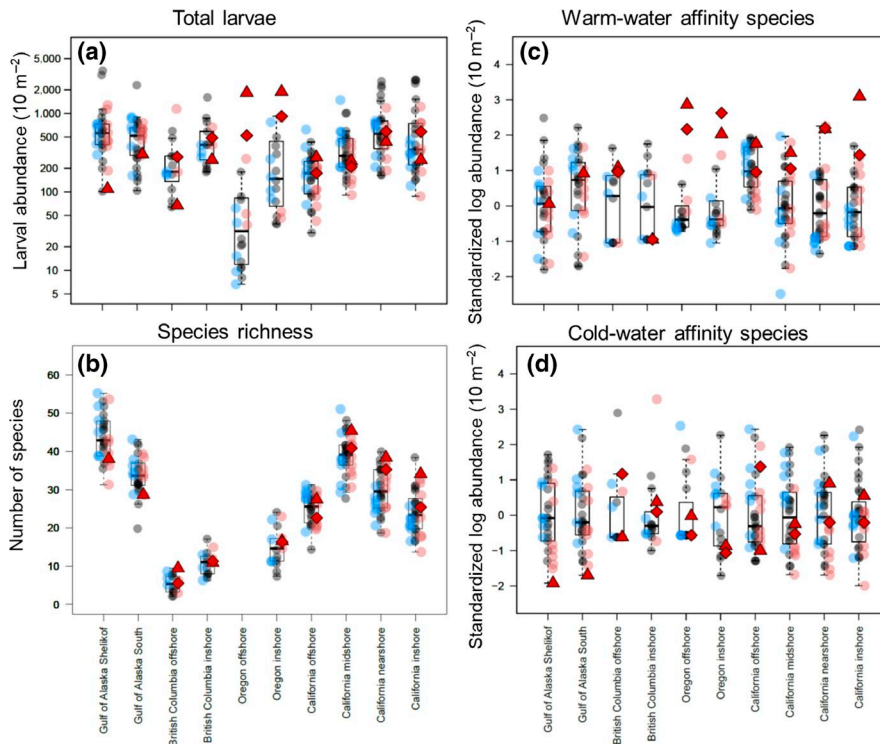 Total larvae
(a)
Larval abundance (10 m⁻²)
5.000
2.000
1.000
500
200
100
50
20
10
5
Species richness
(b)
Number of species
60
50
40
30
20
10
0
Gulf of Alaska Shelikof
Gulf of Alaska South
British Columbia offshore
British Columbia inshore
Oregon offshore
Oregon inshore
California offshore
California midshore
California nearshore
California inshore
Warm-water affinity species
(c)
Standardized log abundance (10 m⁻²)
4
3
2
1
0
-1
-2
Cold-water affinity species
(d)
Standardized log abundance (10 m⁻²)
4
3
2
1
0
−1
−2
Gulf of Alaska Shelikof
Gulf of Alaska South
British Columbia offshore
British Columbia inshore
Oregon offshore
Oregon inshore
California offshore
California midshore
California nearshore
California inshore